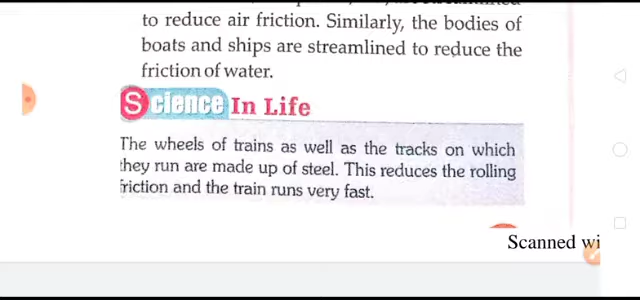 to reduce air friction. Similarly, the bodies of
boats and ships are streamlined to reduce the
friction of water.
Science In Life
The wheels of trains as well as the tracks on which
they run are made up of steel. This reduces the rolling
friction and the train runs very fast.
Scanned wi